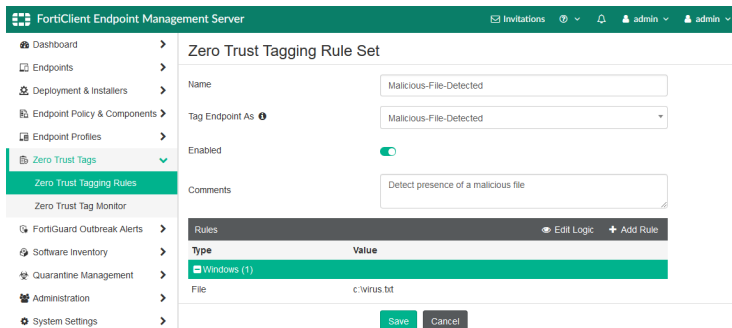 FortiClient Endpoint Management Server
Invitations
admin
admin
Dashboard
Endpoints
Deployment & Installers
Endpoint Policy & Components
Endpoint Profiles
Zero Trust Tags
Zero Trust Tagging Rules
Zero Trust Tag Monitor
FortiGuard Outbreak Alerts
Software Inventory
Quarantine Management
Administration
System Settings
Zero Trust Tagging Rule Set
Name
Malicious-File-Detected
Tag Endpoint As
Malicious-File-Detected
Enabled
Comments
Detect presence of a malicious file
Rules
Edit Logic
+ Add Rule
Type Value
Windows (1)
File c:\virus.txt
Save Cancel